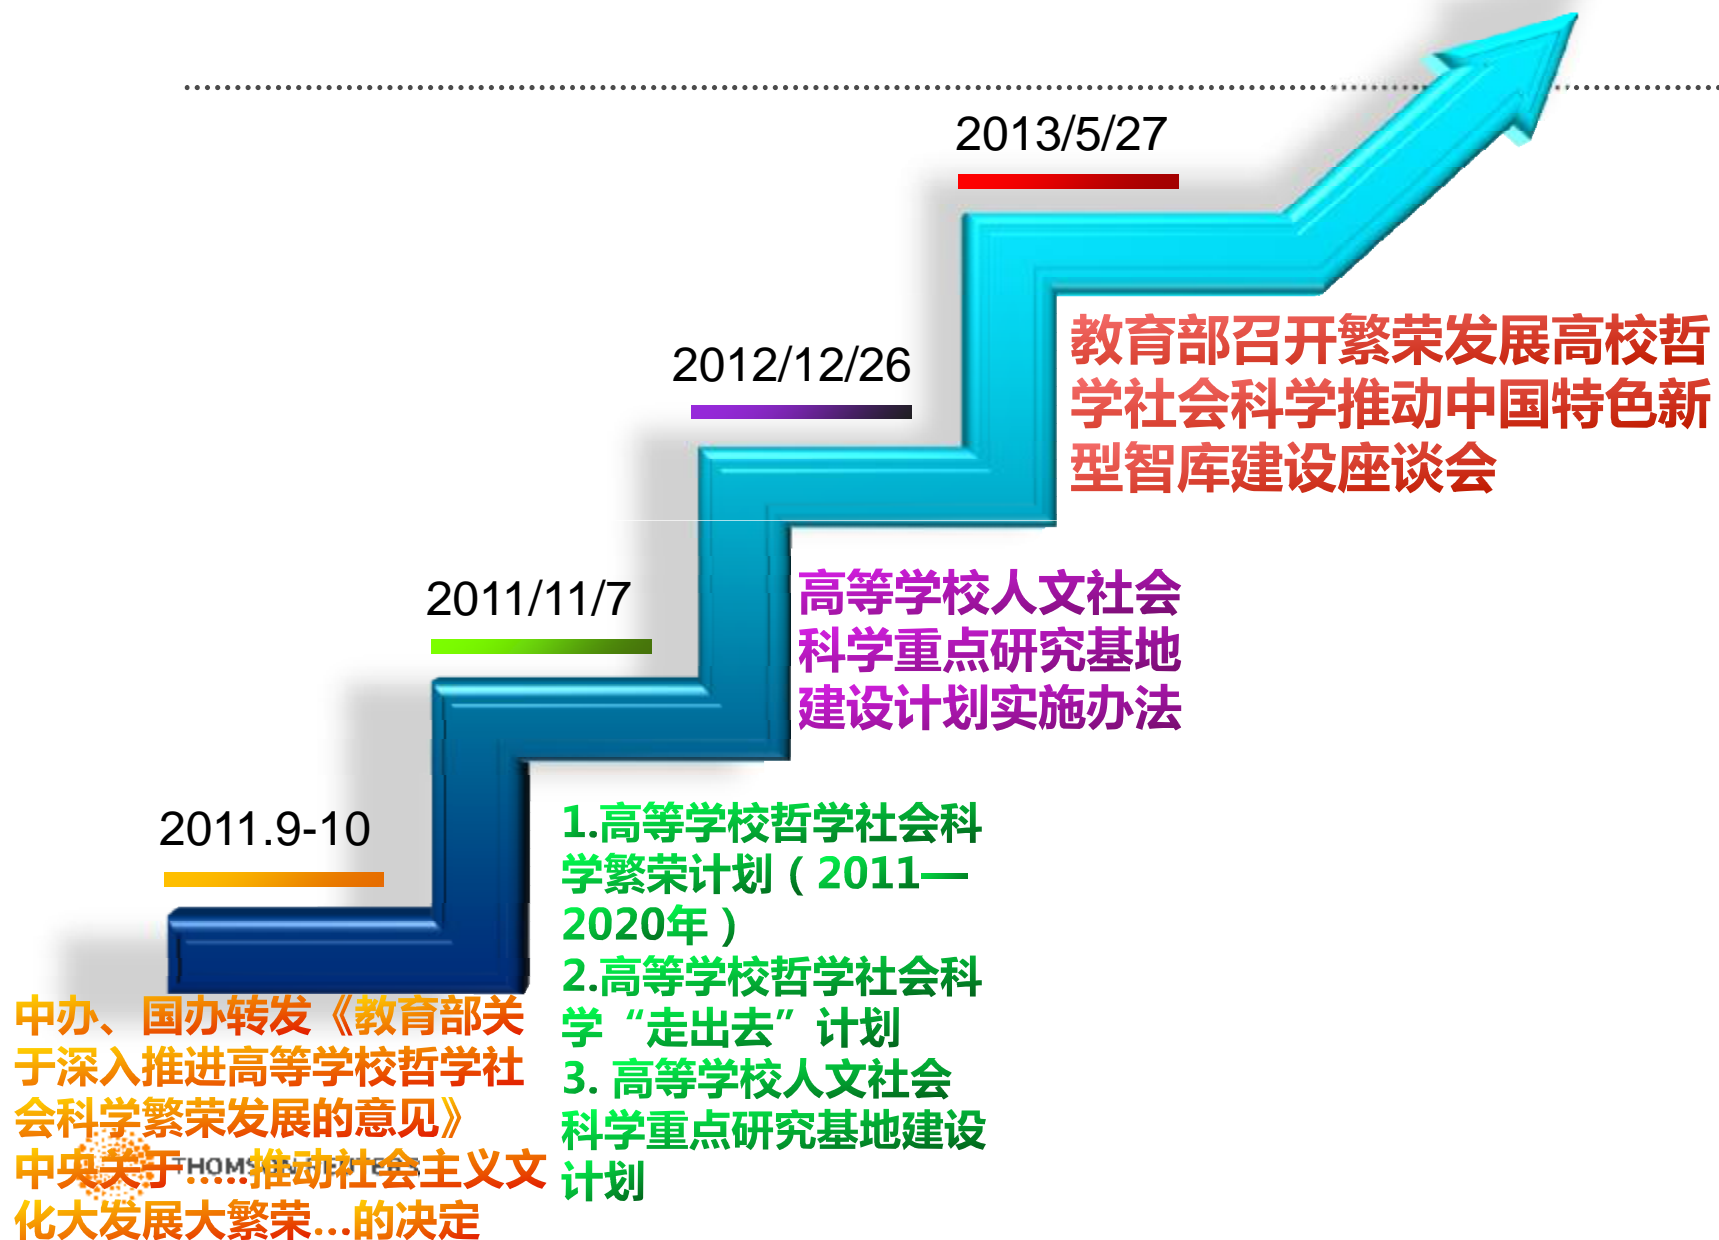 2013/5/27
教育部召开繁荣发展高校哲
学社会科学推动中国特色新
型智库建设座谈会
2012/12/26
高等学校人文社会
科学重点研究基地
建设计划实施办法
2011/11/7
1.高等学校哲学社会科
学繁荣计划（2011—
2020年）
2.高等学校哲学社会科
学“走出去”计划
3. 高等学校人文社会
科学重点研究基地建设
计划
2011.9-10
中办、国办转发《教育部关
于深入推进高等学校哲学社
会科学繁荣发展的意见》
中央关于.....推动社会主义文
化大发展大繁荣...的决定
THOMSON REUTERS